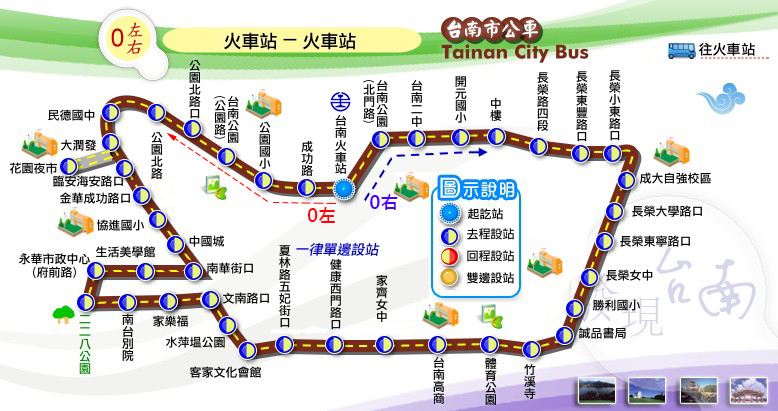 0左右
火車站－火車站
台南市公車
Tainan City Bus
往火車站
民德國中
公園北路口
公園北路
台南公園（公園路）
公園國小
成功路
台南火車站
台南公園（北門路）
台南二中
開元國小
中樓
長榮路四段
長榮東豐路口
長榮小東路口
成大自強校區
長榮大學路口
長榮東寧路口
長榮女中
勝利國小
誠品書局
竹溪寺
體育公園
台南高商
家齊女中
健康西門路口
夏林路五妃街口
客家文化會館
水萍塭公園
文南路口
家樂福
南台別院
二二八公園
永華市政中心（府前路）
生活美學館
南華街口
中國城
協進國小
金華成功路口
臨安海安路口
花園夜市
大潤發
0左
0右
一律單邊設站
圖示說明
起訖站
去程設站
回程設站
雙邊設站
發現台南